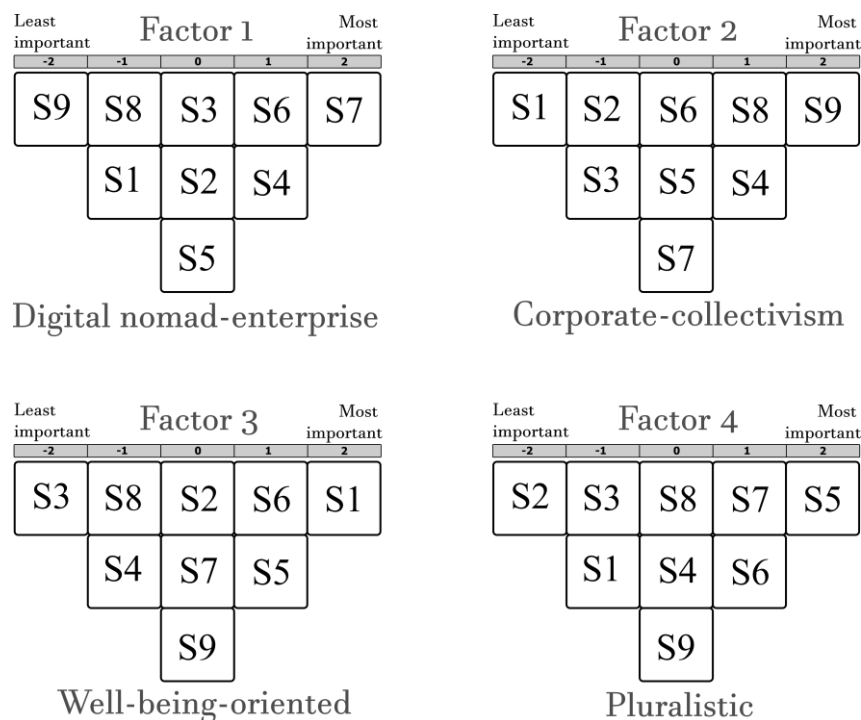 Least important Factor 1 Most important
-2 -1 0 1 2
S9 S8 S3 S6 S7
S1 S2 S4
S5
Digital nomad-enterprise
Least important Factor 2 Most important
-2 -1 0 1 2
S1 S2 S6 S8 S9
S3 S5 S4
S7
Corporate-collectivism
Least important Factor 3 Most important
-2 -1 0 1 2
S3 S8 S2 S6 S1
S4 S7 S5
S9
Well-being-oriented
Least important Factor 4 Most important
-2 -1 0 1 2
S2 S3 S8 S7 S5
S1 S4 S6
S9
Pluralistic